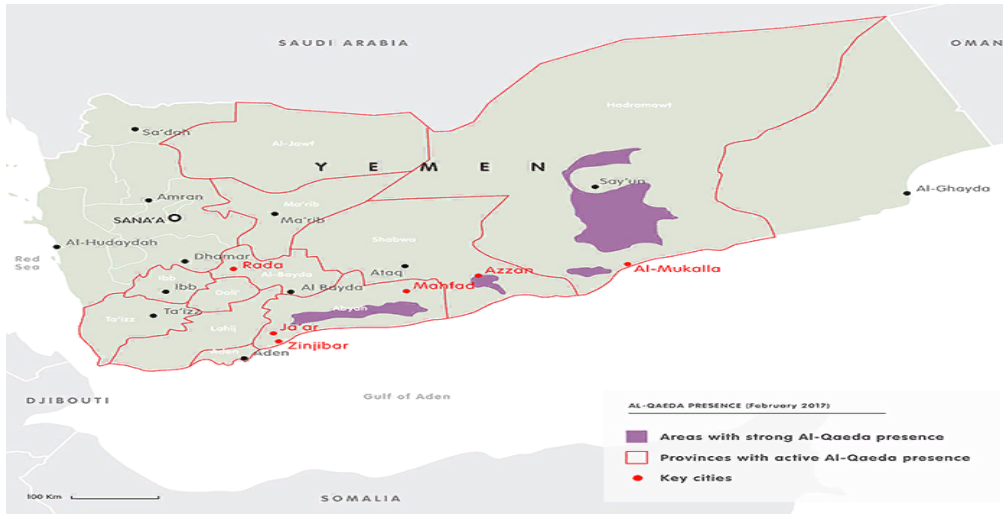 SAUDI ARABIA
OMAN
Hadramawt
Sa'dah
Al-Jawf
YEMEN
Say'un
Amran
Al-Ghayda
SANA'A
Ma'rib
Ma'rib
Al-Hudaydah
Shabwa
Red
Sea
Dhamar
Rada
Ataq
Azzan
Al-Mukalla
Al-Bayda
Ibb
Ibb
Dali'
Al Bayda
Mahfad
Ta'izz
Ta'izz
Abyan
Lahij
Ja'ar
Zinjibar
Aden
DJIBOUTI
Gulf of Aden
AL-QAEDA PRESENCE (February 2017)
Areas with strong Al-Qaeda presence
Provinces with active Al-Qaeda presence
Key cities
100 Km
SOMALIA